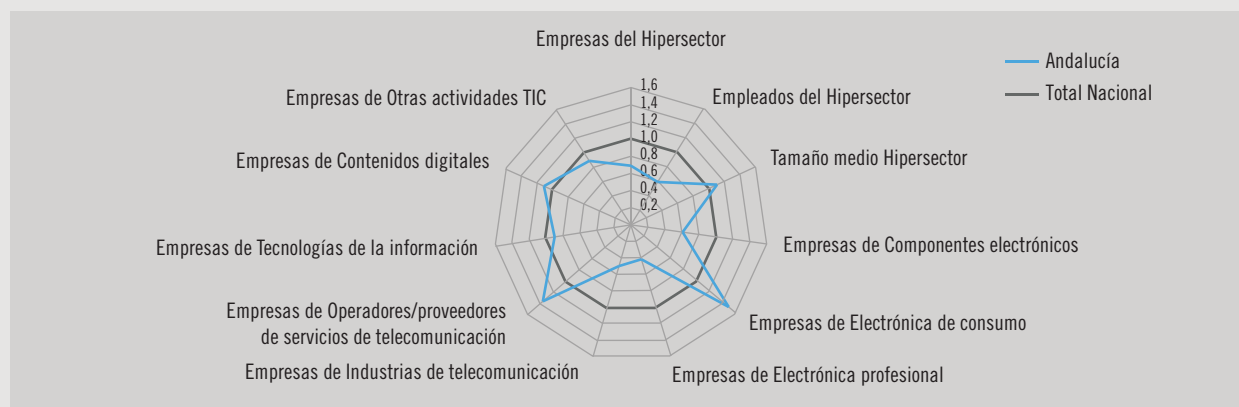 Empresas del Hipersector
Andalucía
Total Nacional
Empresas de Otras actividades TIC
Empleados del Hipersector
1,6
1,4
1,2
1,0
0,8
0,6
0,4
0,2
Empresas de Contenidos digitales
Tamaño medio Hipersector
Empresas de Tecnologías de la información
Empresas de Componentes electrónicos
Empresas de Operadores/proveedores
de servicios de telecomunicación
Empresas de Electrónica de consumo
Empresas de Industrias de telecomunicación
Empresas de Electrónica profesional